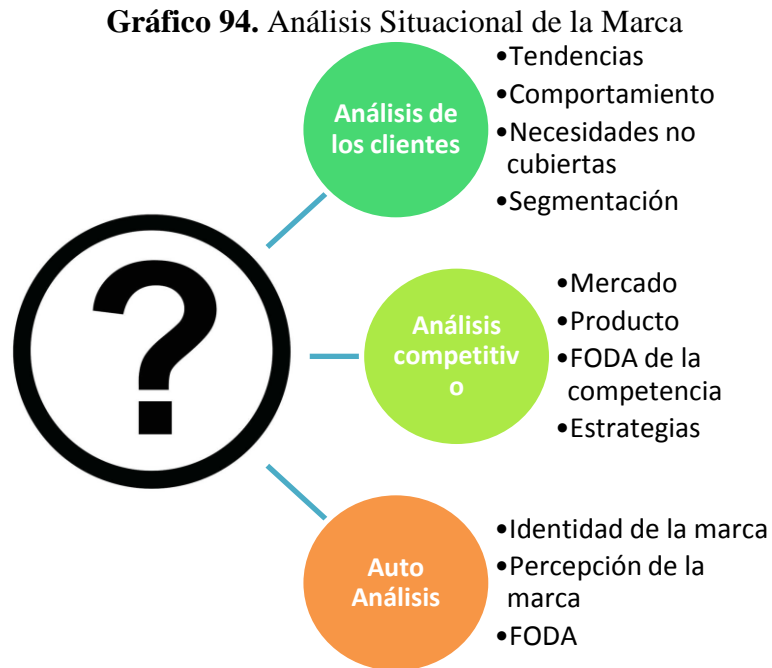 Gráfico 94. Análisis Situacional de la Marca
Análisis de
los clientes
•Tendencias
•Comportamiento
•Necesidades no
cubiertas
•Segmentación
?
Análisis
competitiv
o
•Mercado
•Producto
•FODA de la
competencia
•Estrategias
Auto
Análisis
•Identidad de la marca
•Percepción de la
marca
•FODA